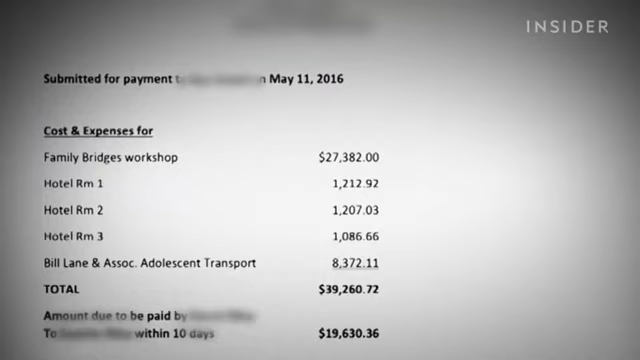 INSIDER
Submitted for payment May 11, 2016
Cost & Expenses for
Family Bridges workshop $27,382.00
Hotel Rm 1 1,212.92
Hotel Rm 2 1,207.03
Hotel Rm 3 1,086.66
Bill Lane & Assoc. Adolescent Transport 8,372.11
TOTAL $39,260.72
Amount due to be paid by
To within 10 days $19,630.36